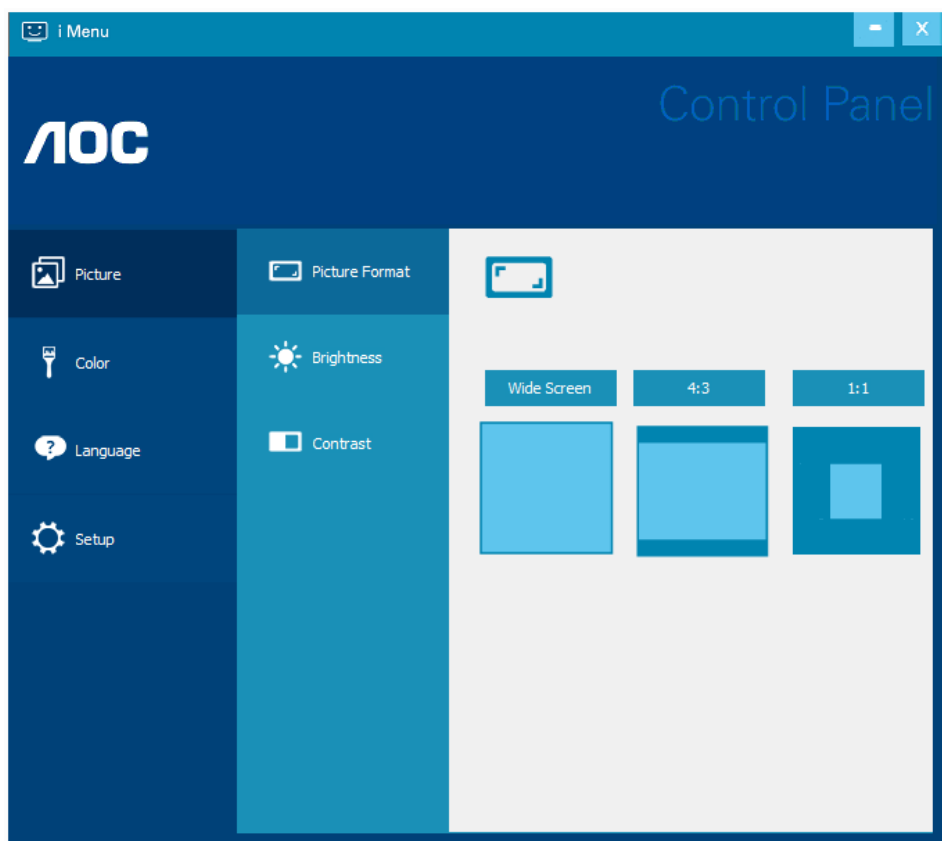 i Menu
Control Panel
AOC
Picture
Color
Language
Setup
Picture Format
Brightness
Contrast
Wide Screen
4:3
1:1